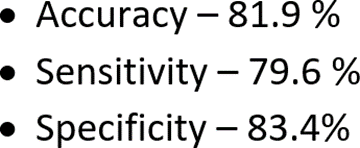 • Accuracy – 81.9 %
• Sensitivity – 79.6 %
• Specificity – 83.4%